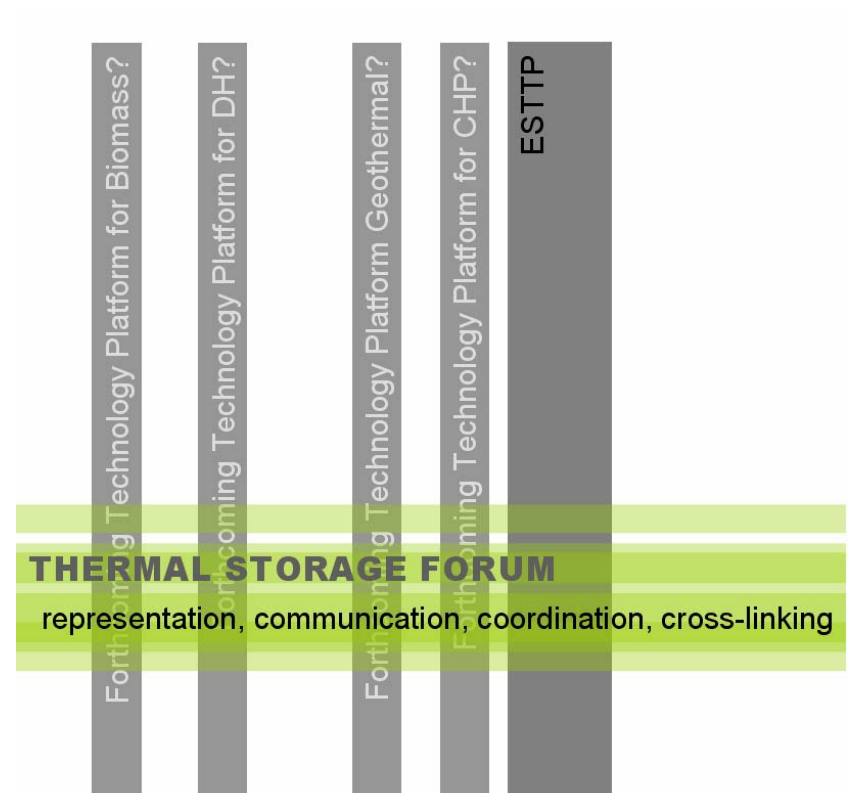 Forthcoming Technology Platform for Biomass?
Forthcoming Technology Platform for DH?
Forthcoming Technology Platform Geothermal?
Forthcoming Technology Platform for CHP?
ESTTP
THERMAL STORAGE FORUM
representation, communication, coordination, cross-linking